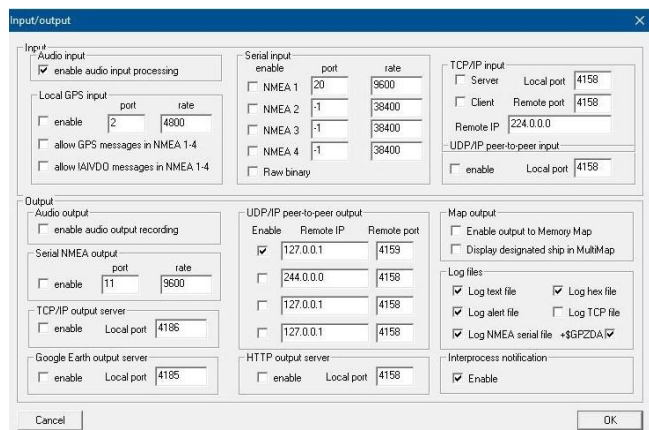 Input/output
Input
Audio input
enable audio input processing
Local GPS input
port rate
enable 2 4800
allow GPS messages in NMEA 1-4
allow !AIVDO messages in NMEA 1-4
Serial input
enable port rate
NMEA 1 20 9600
NMEA 2 -1 38400
NMEA 3 -1 38400
NMEA 4 -1 38400
Raw binary
TCP/IP input
Server Local port 4158
Client Remote port 4158
Remote IP 224.0.0.0
UDP/IP peer-to-peer input
enable Local port 4158
Output
Audio output
enable audio output recording
Serial NMEA output
port rate
enable 11 9600
TCP/IP output server
enable Local port 4186
Google Earth output server
enable Local port 4185
UDP/IP peer-to-peer output
Enable Remote IP Remote port
127.0.0.1 4159
244.0.0.0 4158
127.0.0.1 4158
127.0.0.1 4158
HTTP output server
enable Local port 4158
Map output
Enable output to Memory Map
Display designated ship in MultiMap
Log files
Log text file Log hex file
Log alert file Log TCP file
Log NMEA serial file +$GPZDA
Interprocess notification
Enable
Cancel OK